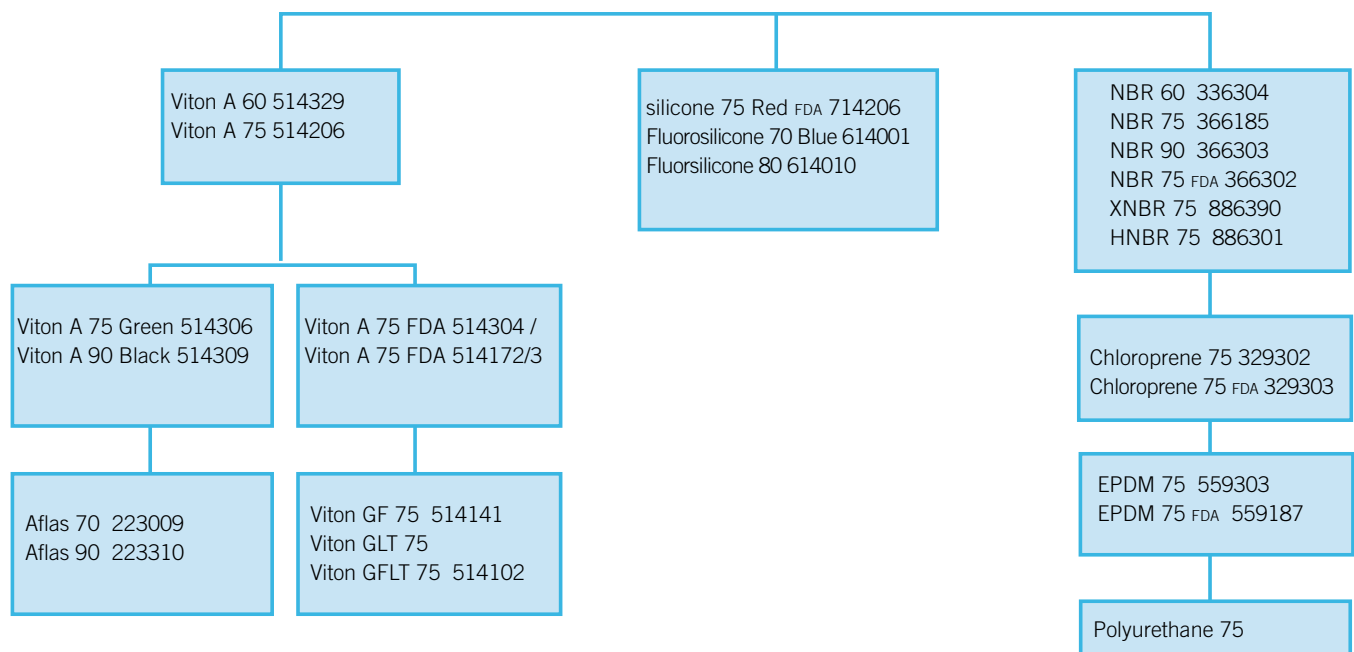 Viton A 60 514329
Viton A 75 514206
silicone 75 Red FDA 714206
Fluorosilicone 70 Blue 614001
Fluorsilicone 80 614010
NBR 60 336304
NBR 75 366185
NBR 90 366303
NBR 75 FDA 366302
XNBR 75 886390
HNBR 75 886301
Viton A 75 Green 514306
Viton A 90 Black 514309
Viton A 75 FDA 514304 /
Viton A 75 FDA 514172/3
Chloroprene 75 329302
Chloroprene 75 FDA 329303
Aflas 70 223009
Aflas 90 223310
Viton GF 75 514141
Viton GLT 75
Viton GFLT 75 514102
EPDM 75 559303
EPDM 75 FDA 559187
Polyurethane 75